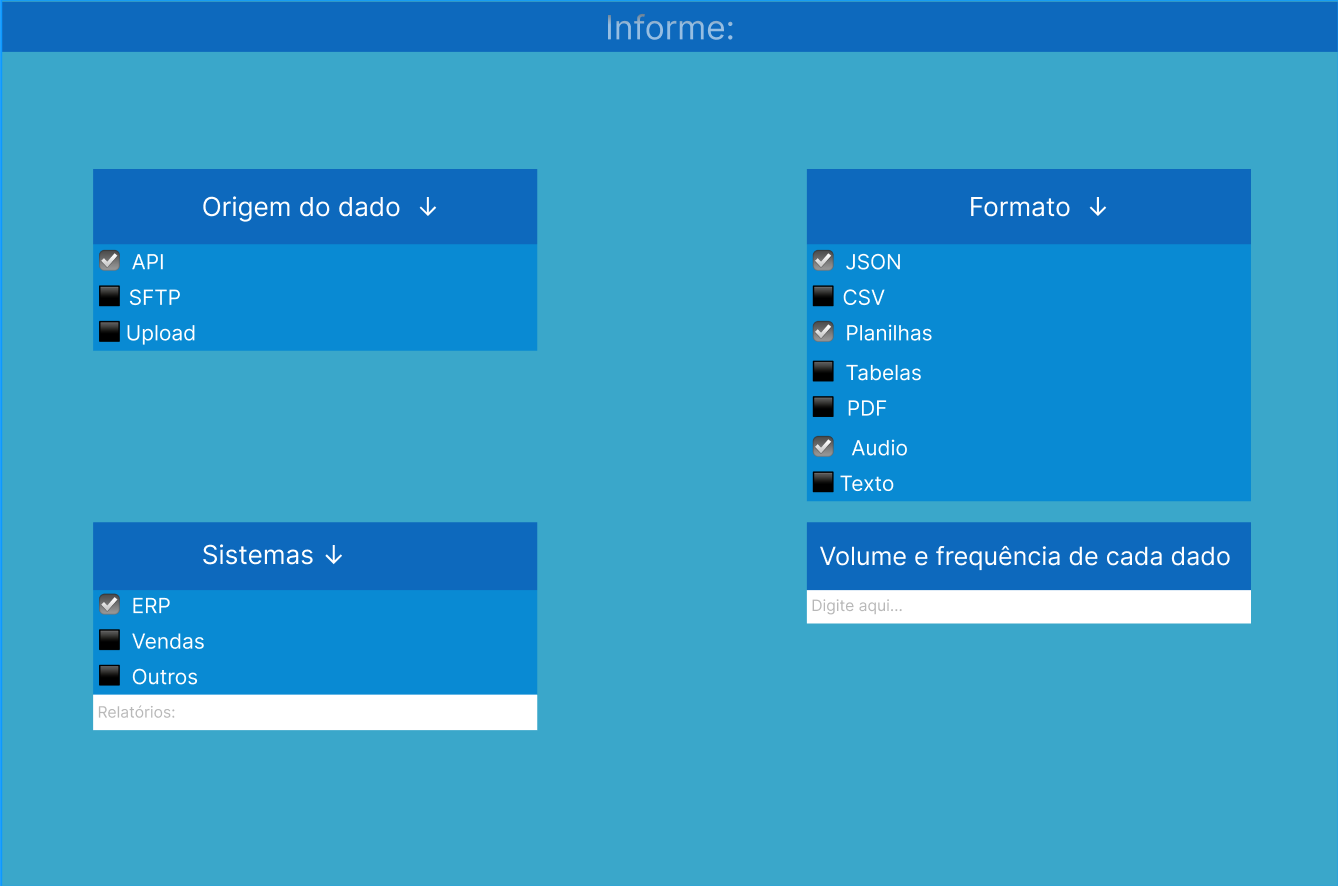 Informe:
Origem do dado ↓
API
SFTP
Upload
Formato ↓
JSON
CSV
Planilhas
Tabelas
PDF
Audio
Texto
Sistemas ↓
ERP
Vendas
Outros
Relatórios:
Volume e frequência de cada dado
Digite aqui...